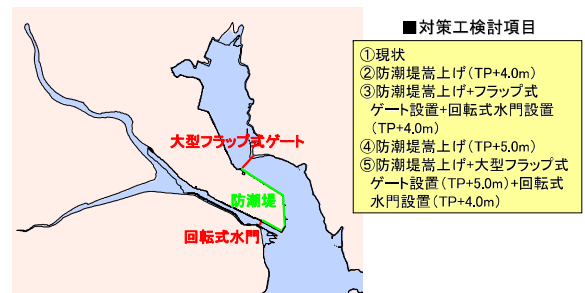 ■対策工検討項目
①現状
②防潮堤嵩上げ(TP+4.0m)
③防潮堤嵩上げ+フラップ式
ゲート設置+回転式水門設置
(TP+4.0m)
④防潮堤嵩上げ(TP+5.0m)
⑤防潮堤嵩上げ+大型フラップ式
ゲート設置(TP+5.0m)+回転式
水門設置(TP+4.0m)
大型フラップ式ゲート
防潮堤
回転式水門